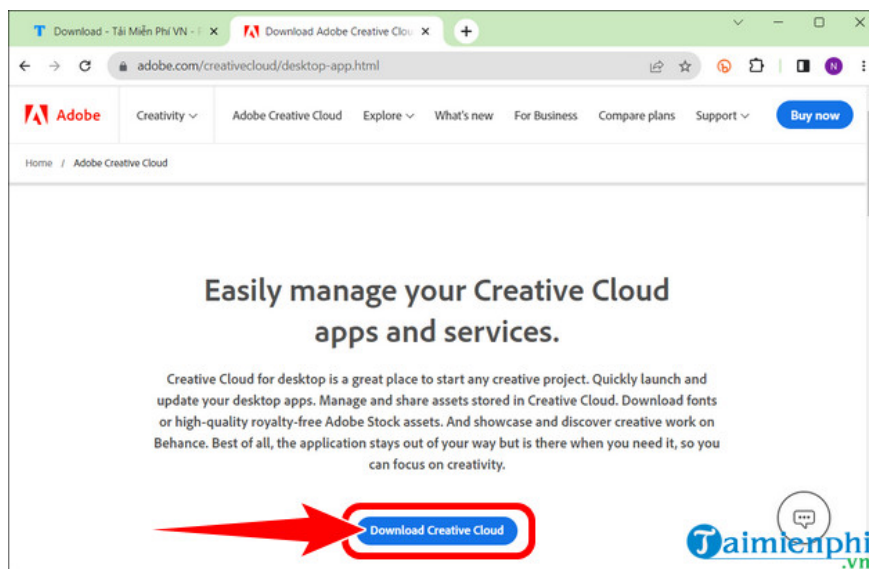 Download - Tải Miễn Phí VN - F
Download Adobe Creative Clou
adobe.com/creativecloud/desktop-app.html
N
Adobe
Creativity
Adobe Creative Cloud
Explore
What's new
For Business
Compare plans
Support
Buy now
Home / Adobe Creative Cloud
Easily manage your Creative Cloud
apps and services.
Creative Cloud for desktop is a great place to start any creative project. Quickly launch and
update your desktop apps. Manage and share assets stored in Creative Cloud. Download fonts
or high-quality royalty-free Adobe Stock assets. And showcase and discover creative work on
Behance. Best of all, the application stays out of your way but is there when you need it, so you
can focus on creativity.
Download Creative Cloud
Taimienphi
.vn